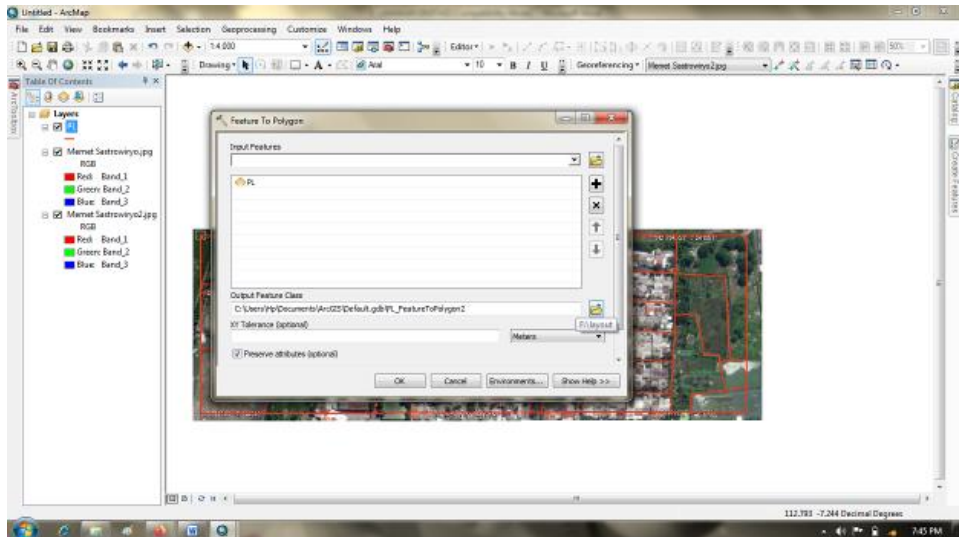 Untitled - ArcMap
File Edit View Bookmarks Insert Selection Geoprocessing Customize Windows Help
1:4.000
Editor
50%
Drawing
A
Arial
10
B I U
Georeferencing
Memet Sastrowiryo2.jpg
Table Of Contents
ArcToolbox
Catalog
Create Features
Layers
PL
Memet Sastrowiryo.jpg
RGB
Red: Band_1
Green: Band_2
Blue: Band_3
Memet Sastrowiryo2.jpg
RGB
Red: Band_1
Green: Band_2
Blue: Band_3
Feature To Polygon
Input Features
PL
Output Feature Class
C:\Users\Hp\Documents\ArcGIS\Default.gdb\PL_FeatureToPolygon2
F:\layout
XY Tolerance (optional)
Meters
Preserve attributes (optional)
OK
Cancel
Environments...
Show Help >>
112.793 -7.244 Decimal Degrees
7:45 PM